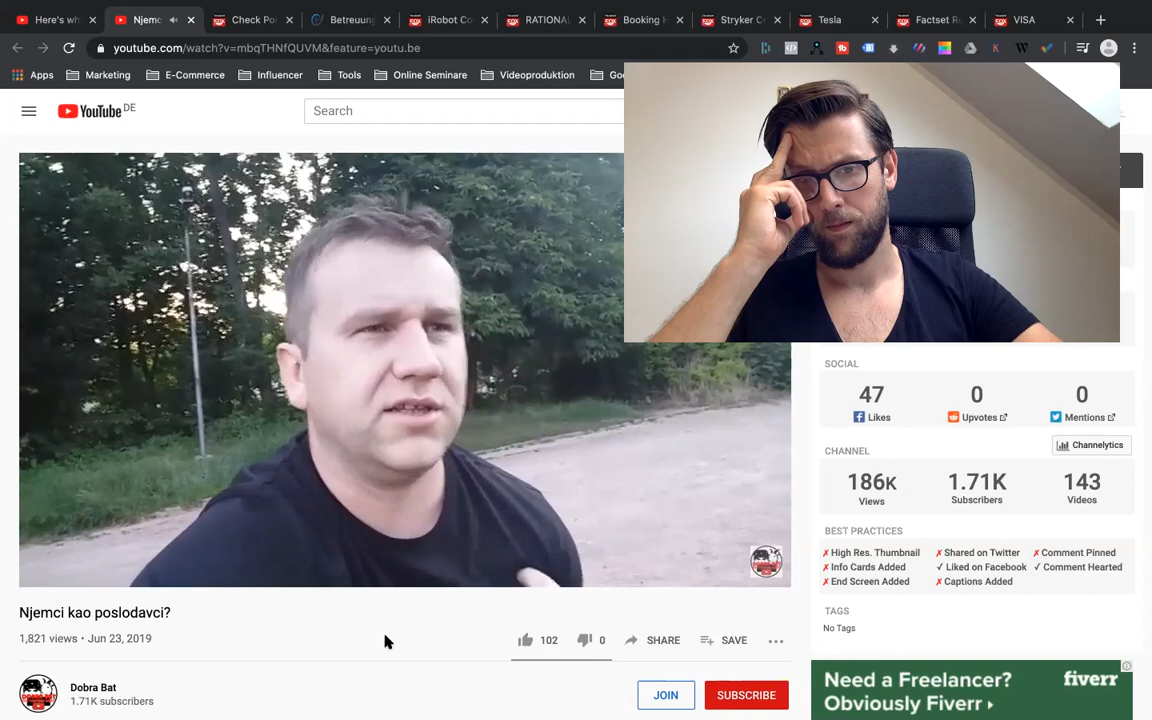 Here's wh
Njemc
Check Po
Betreuung
iRobot Co
RATIONAL
Booking H
Stryker C
Tesla
Factset R
VISA
youtube.com/watch?v=mbqTHNfQUVM&feature=youtu.be
Apps
Marketing
E-Commerce
Influencer
Tools
Online Seminare
Videoproduktion
Goo
YouTube DE
Search
SOCIAL
47 0 0
Likes Upvotes Mentions
CHANNEL
Channelytics
186K 1.71K 143
Views Subscribers Videos
BEST PRACTICES
✗ High Res. Thumbnail ✗ Shared on Twitter ✗ Comment Pinned
✗ Info Cards Added ✓ Liked on Facebook ✓ Comment Hearted
✗ End Screen Added ✗ Captions Added
TAGS
No Tags
Njemci kao poslodavci?
1,821 views • Jun 23, 2019
102 0 SHARE SAVE
Dobra Bat
1.71K subscribers
JOIN SUBSCRIBE
Need a Freelancer? fiverr
Obviously Fiverr